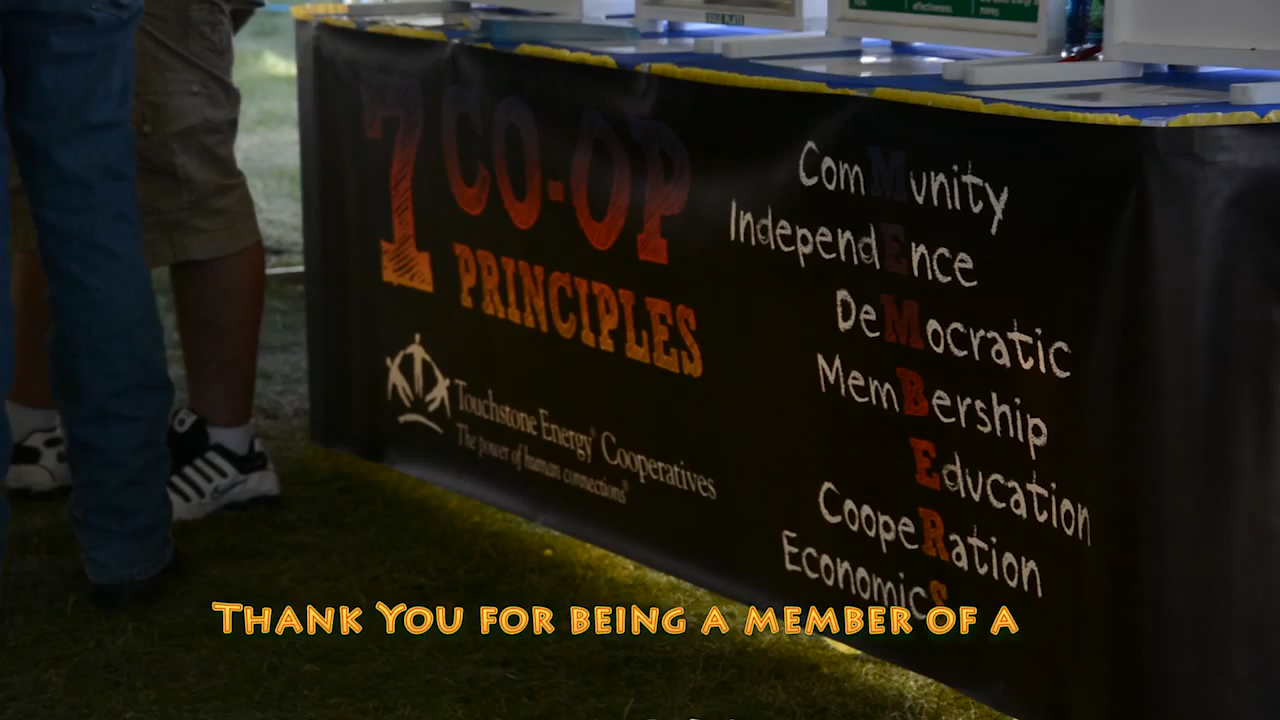 7 CO-OP
PRINCIPLES
Touchstone Energy® Cooperatives
The power of human connections®
ComMunity
IndependEnce
DeMocratic
MemBership
Education
CoopeRation
EconomicS
THANK YOU FOR BEING A MEMBER OF A